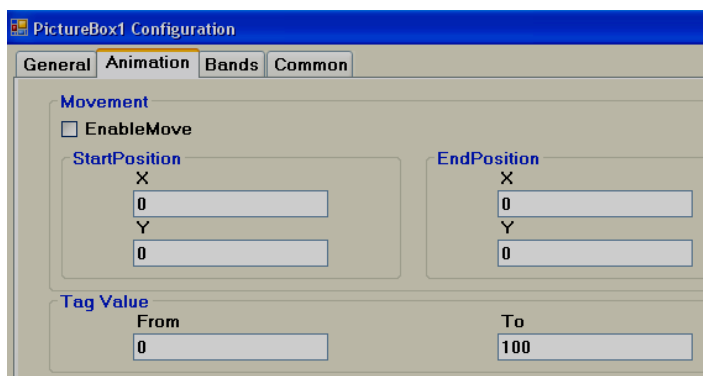 PictureBox1 Configuration
General Animation Bands Common
Movement
EnableMove
StartPosition EndPosition
X X
0 0
Y Y
0 0
Tag Value
From To
0 100